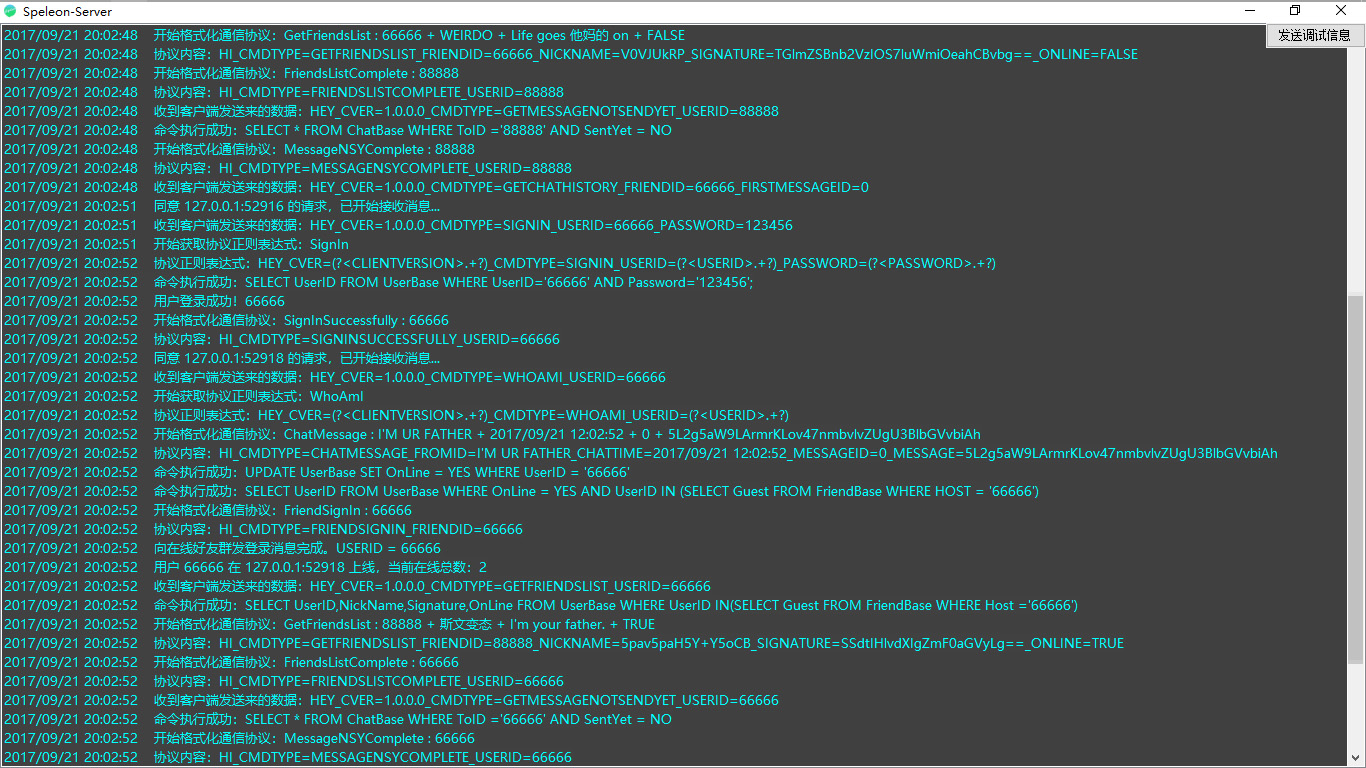 Speleon-Server
发送调试信息
2017/09/21 20:02:48 开始格式化通信协议：GetFriendsList : 66666 + WEIRDO + Life goes 他妈的 on + FALSE
2017/09/21 20:02:48 协议内容：HI_CMDTYPE=GETFRIENDSLIST_FRIENDID=66666_NICKNAME=V0VJUkRP_SIGNATURE=TGlmZSBnb2VzIOS7luWmiOeahCBvbg==_ONLINE=FALSE
2017/09/21 20:02:48 开始格式化通信协议：FriendsListComplete : 88888
2017/09/21 20:02:48 协议内容：HI_CMDTYPE=FRIENDSLISTCOMPLETE_USERID=88888
2017/09/21 20:02:48 收到客户端发送来的数据：HEY_CVER=1.0.0.0_CMDTYPE=GETMESSAGENOTSENDYET_USERID=88888
2017/09/21 20:02:48 命令执行成功：SELECT * FROM ChatBase WHERE ToID ='88888' AND SentYet = NO
2017/09/21 20:02:48 开始格式化通信协议：MessageNSYComplete : 88888
2017/09/21 20:02:48 协议内容：HI_CMDTYPE=MESSAGENSYCOMPLETE_USERID=88888
2017/09/21 20:02:48 收到客户端发送来的数据：HEY_CVER=1.0.0.0_CMDTYPE=GETCHATHISTORY_FRIENDID=66666_FIRSTMESSAGEID=0
2017/09/21 20:02:51 同意 127.0.0.1:52916 的请求，已开始接收消息...
2017/09/21 20:02:51 收到客户端发送来的数据：HEY_CVER=1.0.0.0_CMDTYPE=SIGNIN_USERID=66666_PASSWORD=123456
2017/09/21 20:02:51 开始获取协议正则表达式：SignIn
2017/09/21 20:02:52 协议正则表达式：HEY_CVER=(?<CLIENTVERSION>.+?)_CMDTYPE=SIGNIN_USERID=(?<USERID>.+?)_PASSWORD=(?<PASSWORD>.+?)
2017/09/21 20:02:52 命令执行成功：SELECT UserID FROM UserBase WHERE UserID='66666' AND Password='123456';
2017/09/21 20:02:52 用户登录成功！66666
2017/09/21 20:02:52 开始格式化通信协议：SignInSuccessfully : 66666
2017/09/21 20:02:52 协议内容：HI_CMDTYPE=SIGNINSUCCESSFULLY_USERID=66666
2017/09/21 20:02:52 同意 127.0.0.1:52918 的请求，已开始接收消息...
2017/09/21 20:02:52 收到客户端发送来的数据：HEY_CVER=1.0.0.0_CMDTYPE=WHOAMI_USERID=66666
2017/09/21 20:02:52 开始获取协议正则表达式：WhoAmI
2017/09/21 20:02:52 协议正则表达式：HEY_CVER=(?<CLIENTVERSION>.+?)_CMDTYPE=WHOAMI_USERID=(?<USERID>.+?)
2017/09/21 20:02:52 开始格式化通信协议：ChatMessage : I'M UR FATHER + 2017/09/21 12:02:52 + 0 + 5L2g5aW9LArmrKLov47nmbvlvZUgU3BlbGVvbiAh
2017/09/21 20:02:52 协议内容：HI_CMDTYPE=CHATMESSAGE_FROMID=I'M UR FATHER_CHATTIME=2017/09/21 12:02:52_MESSAGEID=0_MESSAGE=5L2g5aW9LArmrKLov47nmbvlvZUgU3BlbGVvbiAh
2017/09/21 20:02:52 命令执行成功：UPDATE UserBase SET OnLine = YES WHERE UserID = '66666'
2017/09/21 20:02:52 命令执行成功：SELECT UserID FROM UserBase WHERE OnLine = YES AND UserID IN (SELECT Guest FROM FriendBase WHERE HOST = '66666')
2017/09/21 20:02:52 开始格式化通信协议：FriendSignIn : 66666
2017/09/21 20:02:52 协议内容：HI_CMDTYPE=FRIENDSIGNIN_FRIENDID=66666
2017/09/21 20:02:52 向在线好友群发登录消息完成。USERID = 66666
2017/09/21 20:02:52 用户 66666 在 127.0.0.1:52918 上线，当前在线总数：2
2017/09/21 20:02:52 收到客户端发送来的数据：HEY_CVER=1.0.0.0_CMDTYPE=GETFRIENDSLIST_USERID=66666
2017/09/21 20:02:52 命令执行成功：SELECT UserID,NickName,Signature,OnLine FROM UserBase WHERE UserID IN(SELECT Guest FROM FriendBase WHERE Host ='66666')
2017/09/21 20:02:52 开始格式化通信协议：GetFriendsList : 88888 + 斯文变态 + I'm your father. + TRUE
2017/09/21 20:02:52 协议内容：HI_CMDTYPE=GETFRIENDSLIST_FRIENDID=88888_NICKNAME=5pav5paH5Y+Y5oCB_SIGNATURE=SSdtIHlvdXIgZmF0aGVyLg==_ONLINE=TRUE
2017/09/21 20:02:52 开始格式化通信协议：FriendsListComplete : 66666
2017/09/21 20:02:52 协议内容：HI_CMDTYPE=FRIENDSLISTCOMPLETE_USERID=66666
2017/09/21 20:02:52 收到客户端发送来的数据：HEY_CVER=1.0.0.0_CMDTYPE=GETMESSAGENOTSENDYET_USERID=66666
2017/09/21 20:02:52 命令执行成功：SELECT * FROM ChatBase WHERE ToID ='66666' AND SentYet = NO
2017/09/21 20:02:52 开始格式化通信协议：MessageNSYComplete : 66666
2017/09/21 20:02:52 协议内容：HI_CMDTYPE=MESSAGENSYCOMPLETE_USERID=66666